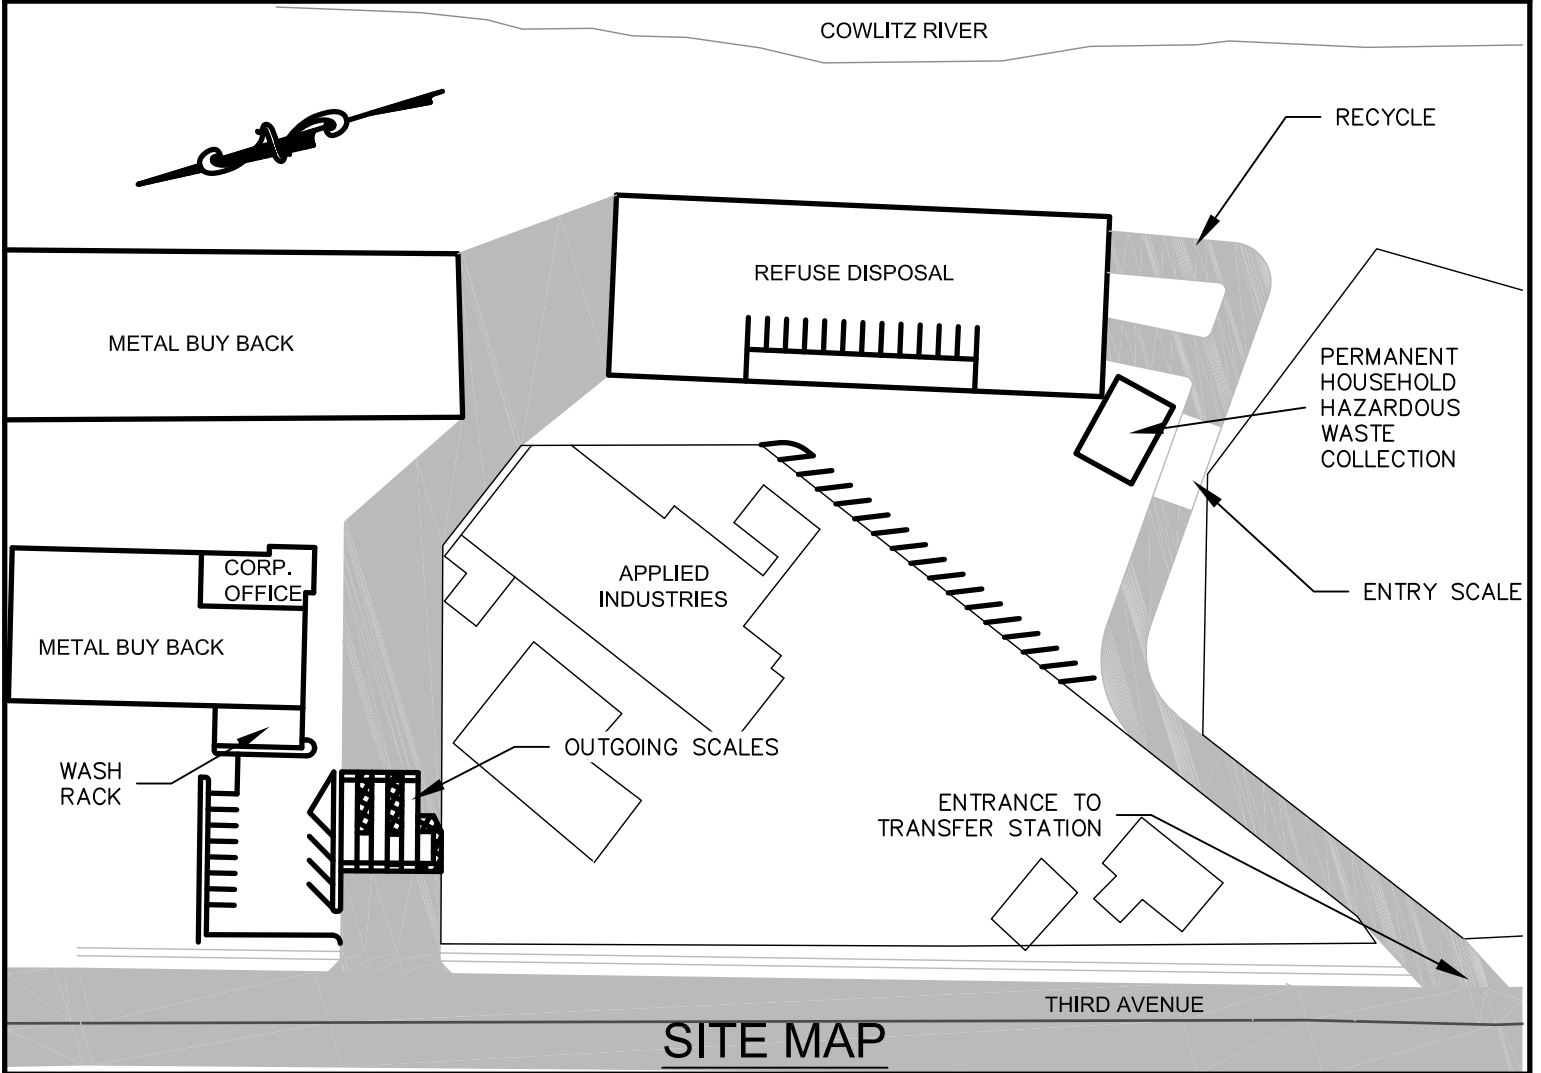 COWLITZ RIVER
RECYCLE
REFUSE DISPOSAL
METAL BUY BACK
PERMANENT
HOUSEHOLD
HAZARDOUS
WASTE
COLLECTION
CORP.
OFFICE
APPLIED
INDUSTRIES
ENTRY SCALE
METAL BUY BACK
OUTGOING SCALES
WASH
RACK
ENTRANCE TO
TRANSFER STATION
THIRD AVENUE
SITE MAP